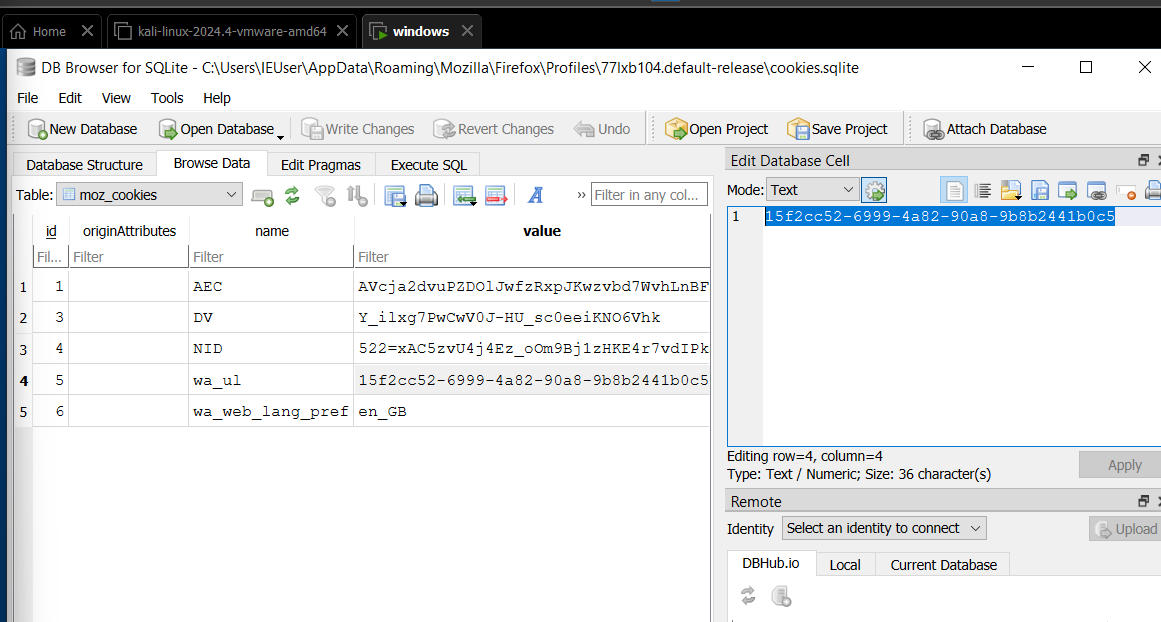 Home
kali-linux-2024.4-vmware-amd64
windows
DB Browser for SQLite - C:\Users\IEUser\AppData\Roaming\Mozilla\Firefox\Profiles\77lxb104.default-release\cookies.sqlite
File Edit View Tools Help
New Database Open Database Write Changes Revert Changes Undo Open Project Save Project Attach Database
Database Structure Browse Data Edit Pragmas Execute SQL
Table: moz_cookies A » Filter in any col...
id originAttributes name value
Fil... Filter Filter Filter
1 1 AEC AVcja2dvuPZDOlJwfzRxpJKwzvbd7WvhLnBF
2 3 DV Y_ilxg7PwCwV0J-HU_sc0eeiKNO6Vhk
3 4 NID 522=xAC5zvU4j4Ez_oOm9Bj1zHKE4r7vdIPk
4 5 wa_ul 15f2cc52-6999-4a82-90a8-9b8b2441b0c5
5 6 wa_web_lang_pref en_GB
Edit Database Cell
Mode: Text
1 15f2cc52-6999-4a82-90a8-9b8b2441b0c5
Editing row=4, column=4
Type: Text / Numeric; Size: 36 character(s)
Apply
Remote
Identity Select an identity to connect Upload
DBHub.io Local Current Database